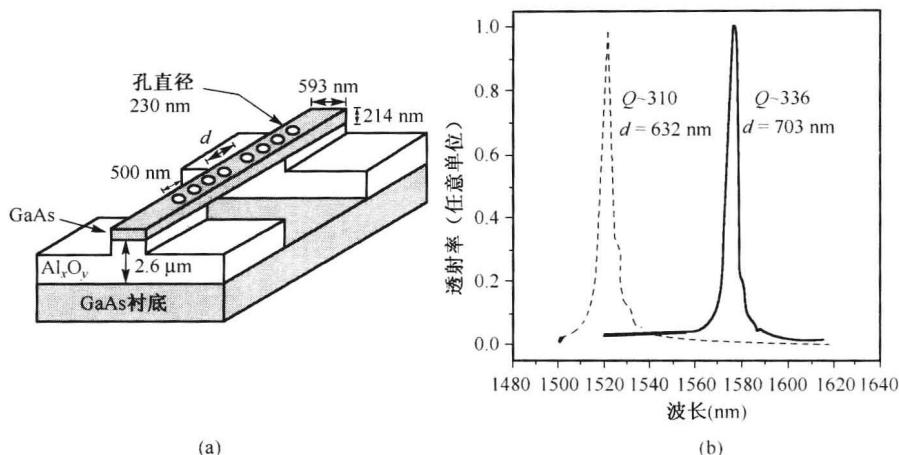 孔直径
230 nm
593 nm
214 nm
d
500 nm
GaAs
AlxOy
2.6 μm
GaAs衬底
(a)
透射率（任意单位）
1.0
0.8
0.6
0.4
0.2
0.0
Q~310
d = 632 nm
Q~336
d = 703 nm
1480 1500 1520 1540 1560 1580 1600 1620 1640
波长(nm)
(b)